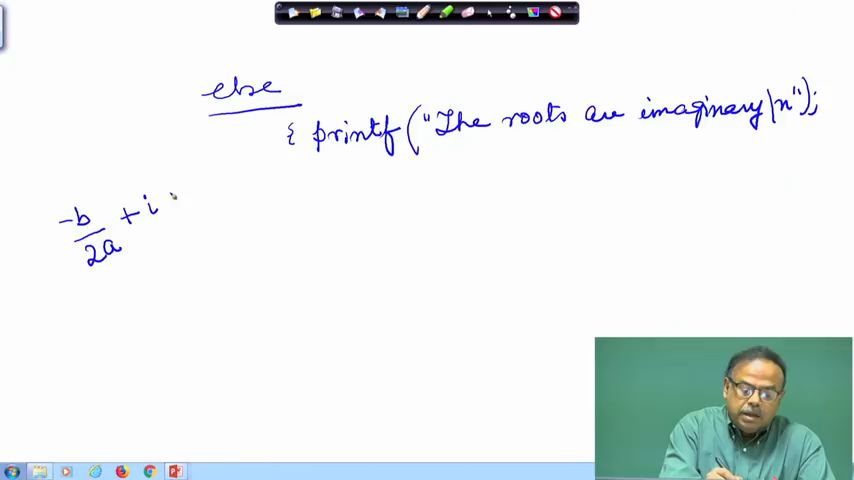 else
{ printf("The roots are imaginary\n");
-b/2a + i